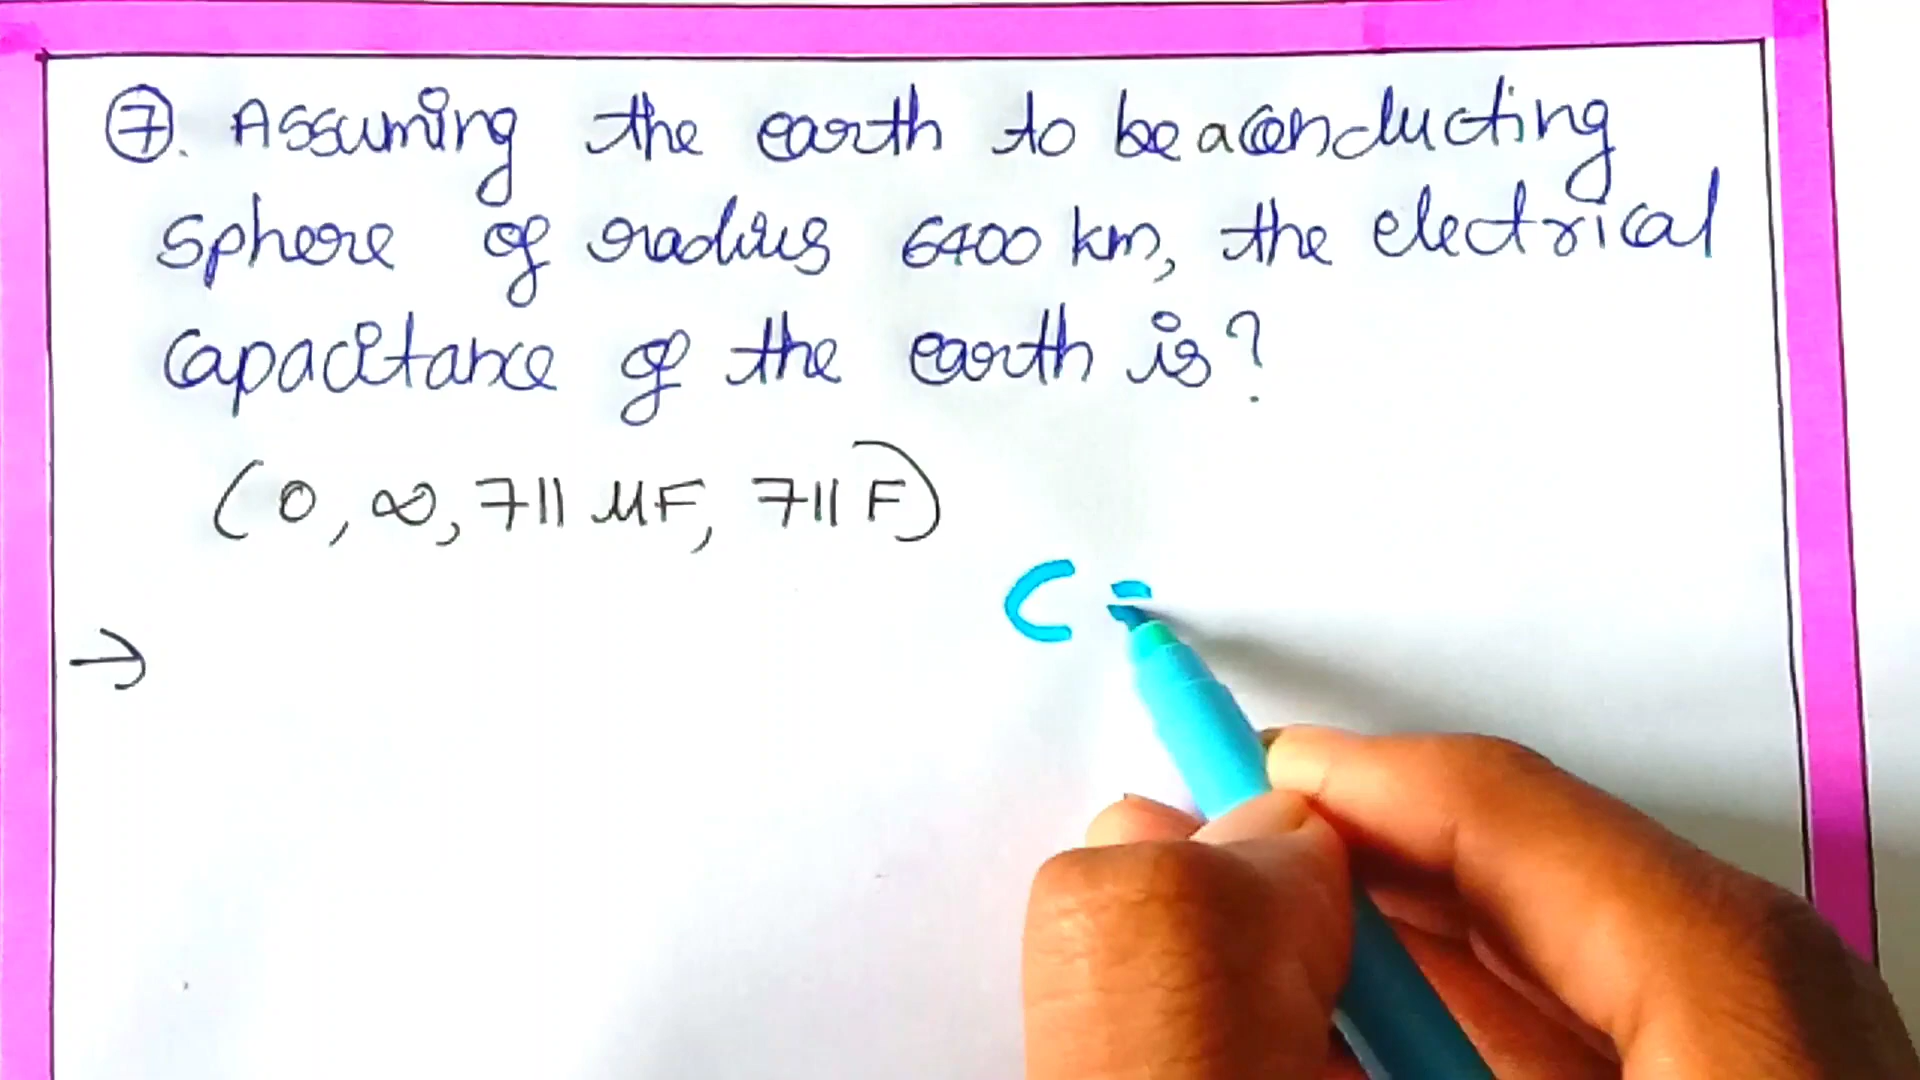 7. Assuming the earth to be a conducting
sphere of radius 6400 km, the electrical
capacitance of the earth is?
(0, ∞, 711 μF, 711 F)
→
C =